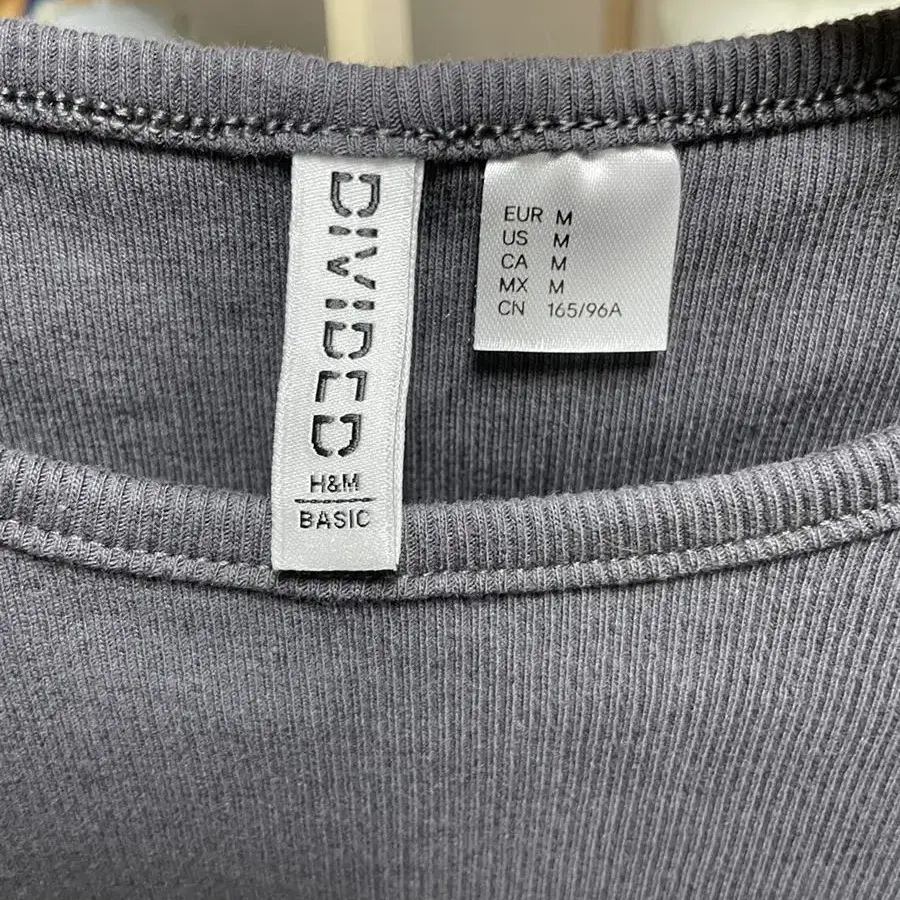 DIVIDED
H&M
BASIC
EUR M
US M
CA M
MX M
CN 165/96A